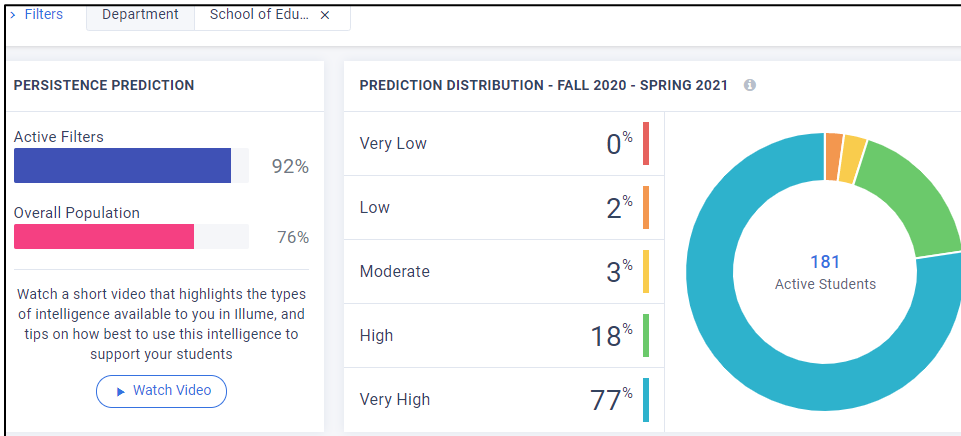 Filters Department School of Edu...
PERSISTENCE PREDICTION
Active Filters
92%
Overall Population
76%
Watch a short video that highlights the types
of intelligence available to you in Illume, and
tips on how best to use this intelligence to
support your students
Watch Video
PREDICTION DISTRIBUTION - FALL 2020 - SPRING 2021
Very Low 0%
Low 2%
Moderate 3%
High 18%
Very High 77%
181
Active Students